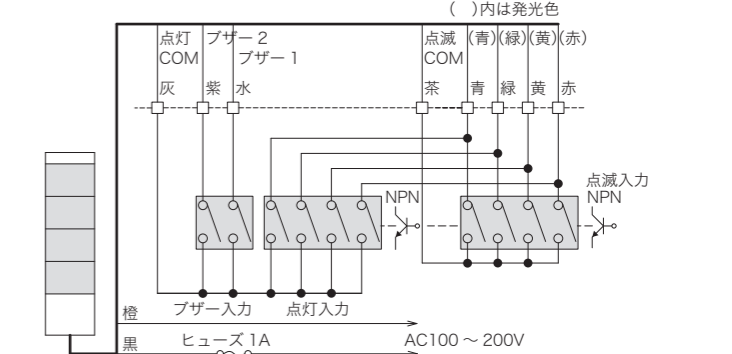 (　)内は発光色
点灯 ブザー 2 点滅 (青)(緑)(黄)(赤)
COM ブザー 1 COM
灰 紫 水 茶 青 緑 黄 赤
点滅入力
NPN NPN
ブザー入力 点灯入力
橙
黒 ヒューズ 1A AC100 ～ 200V